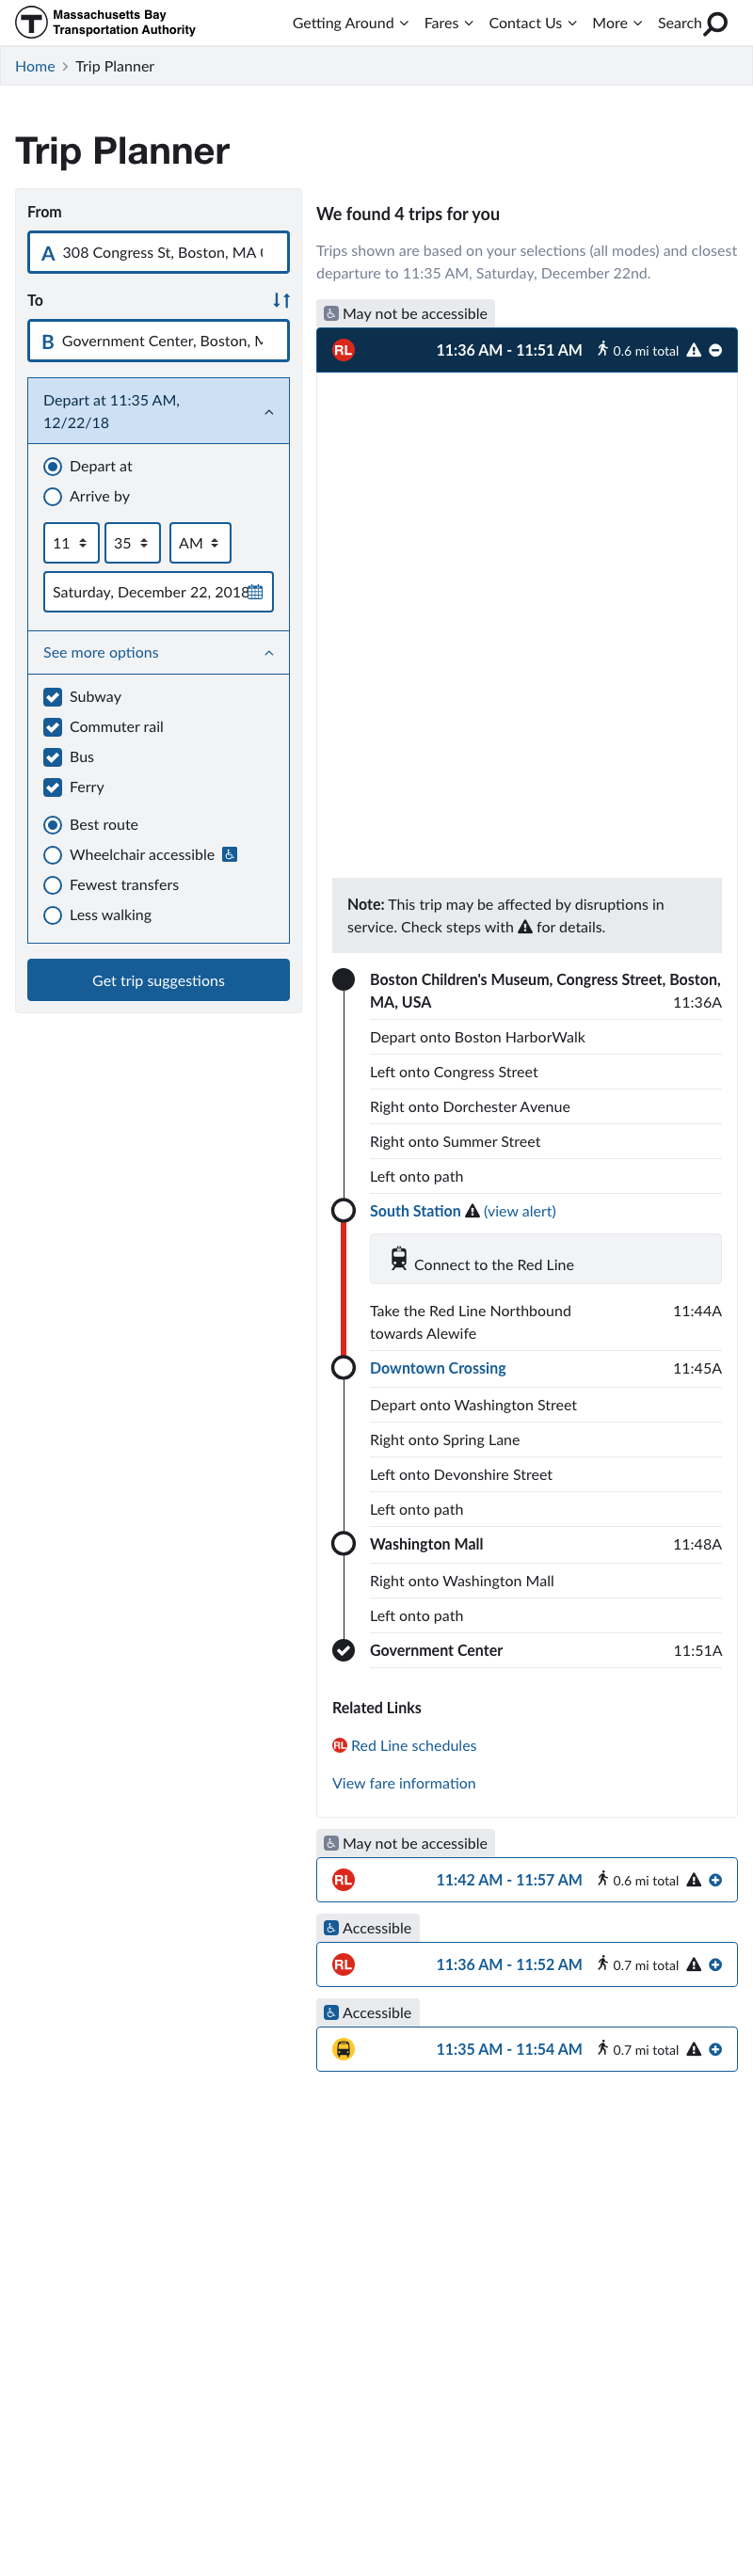 Massachusetts Bay
Transportation Authority
Getting Around Fares Contact Us More Search
Home > Trip Planner
Trip Planner
From
A 308 Congress St, Boston, MA
To
B Government Center, Boston,
Depart at 11:35 AM,
12/22/18
Depart at
Arrive by
11 35 AM
Saturday, December 22, 2018
See more options
Subway
Commuter rail
Bus
Ferry
Best route
Wheelchair accessible
Fewest transfers
Less walking
Get trip suggestions
We found 4 trips for you
Trips shown are based on your selections (all modes) and closest
departure to 11:35 AM, Saturday, December 22nd.
May not be accessible
RL 11:36 AM - 11:51 AM 0.6 mi total
Note: This trip may be affected by disruptions in
service. Check steps with for details.
Boston Children's Museum, Congress Street, Boston,
MA, USA 11:36A
Depart onto Boston HarborWalk
Left onto Congress Street
Right onto Dorchester Avenue
Right onto Summer Street
Left onto path
South Station (view alert)
Connect to the Red Line
Take the Red Line Northbound 11:44A
towards Alewife
Downtown Crossing 11:45A
Depart onto Washington Street
Right onto Spring Lane
Left onto Devonshire Street
Left onto path
Washington Mall 11:48A
Right onto Washington Mall
Left onto path
Government Center 11:51A
Related Links
RL Red Line schedules
View fare information
May not be accessible
RL 11:42 AM - 11:57 AM 0.6 mi total
Accessible
RL 11:36 AM - 11:52 AM 0.7 mi total
Accessible
11:35 AM - 11:54 AM 0.7 mi total